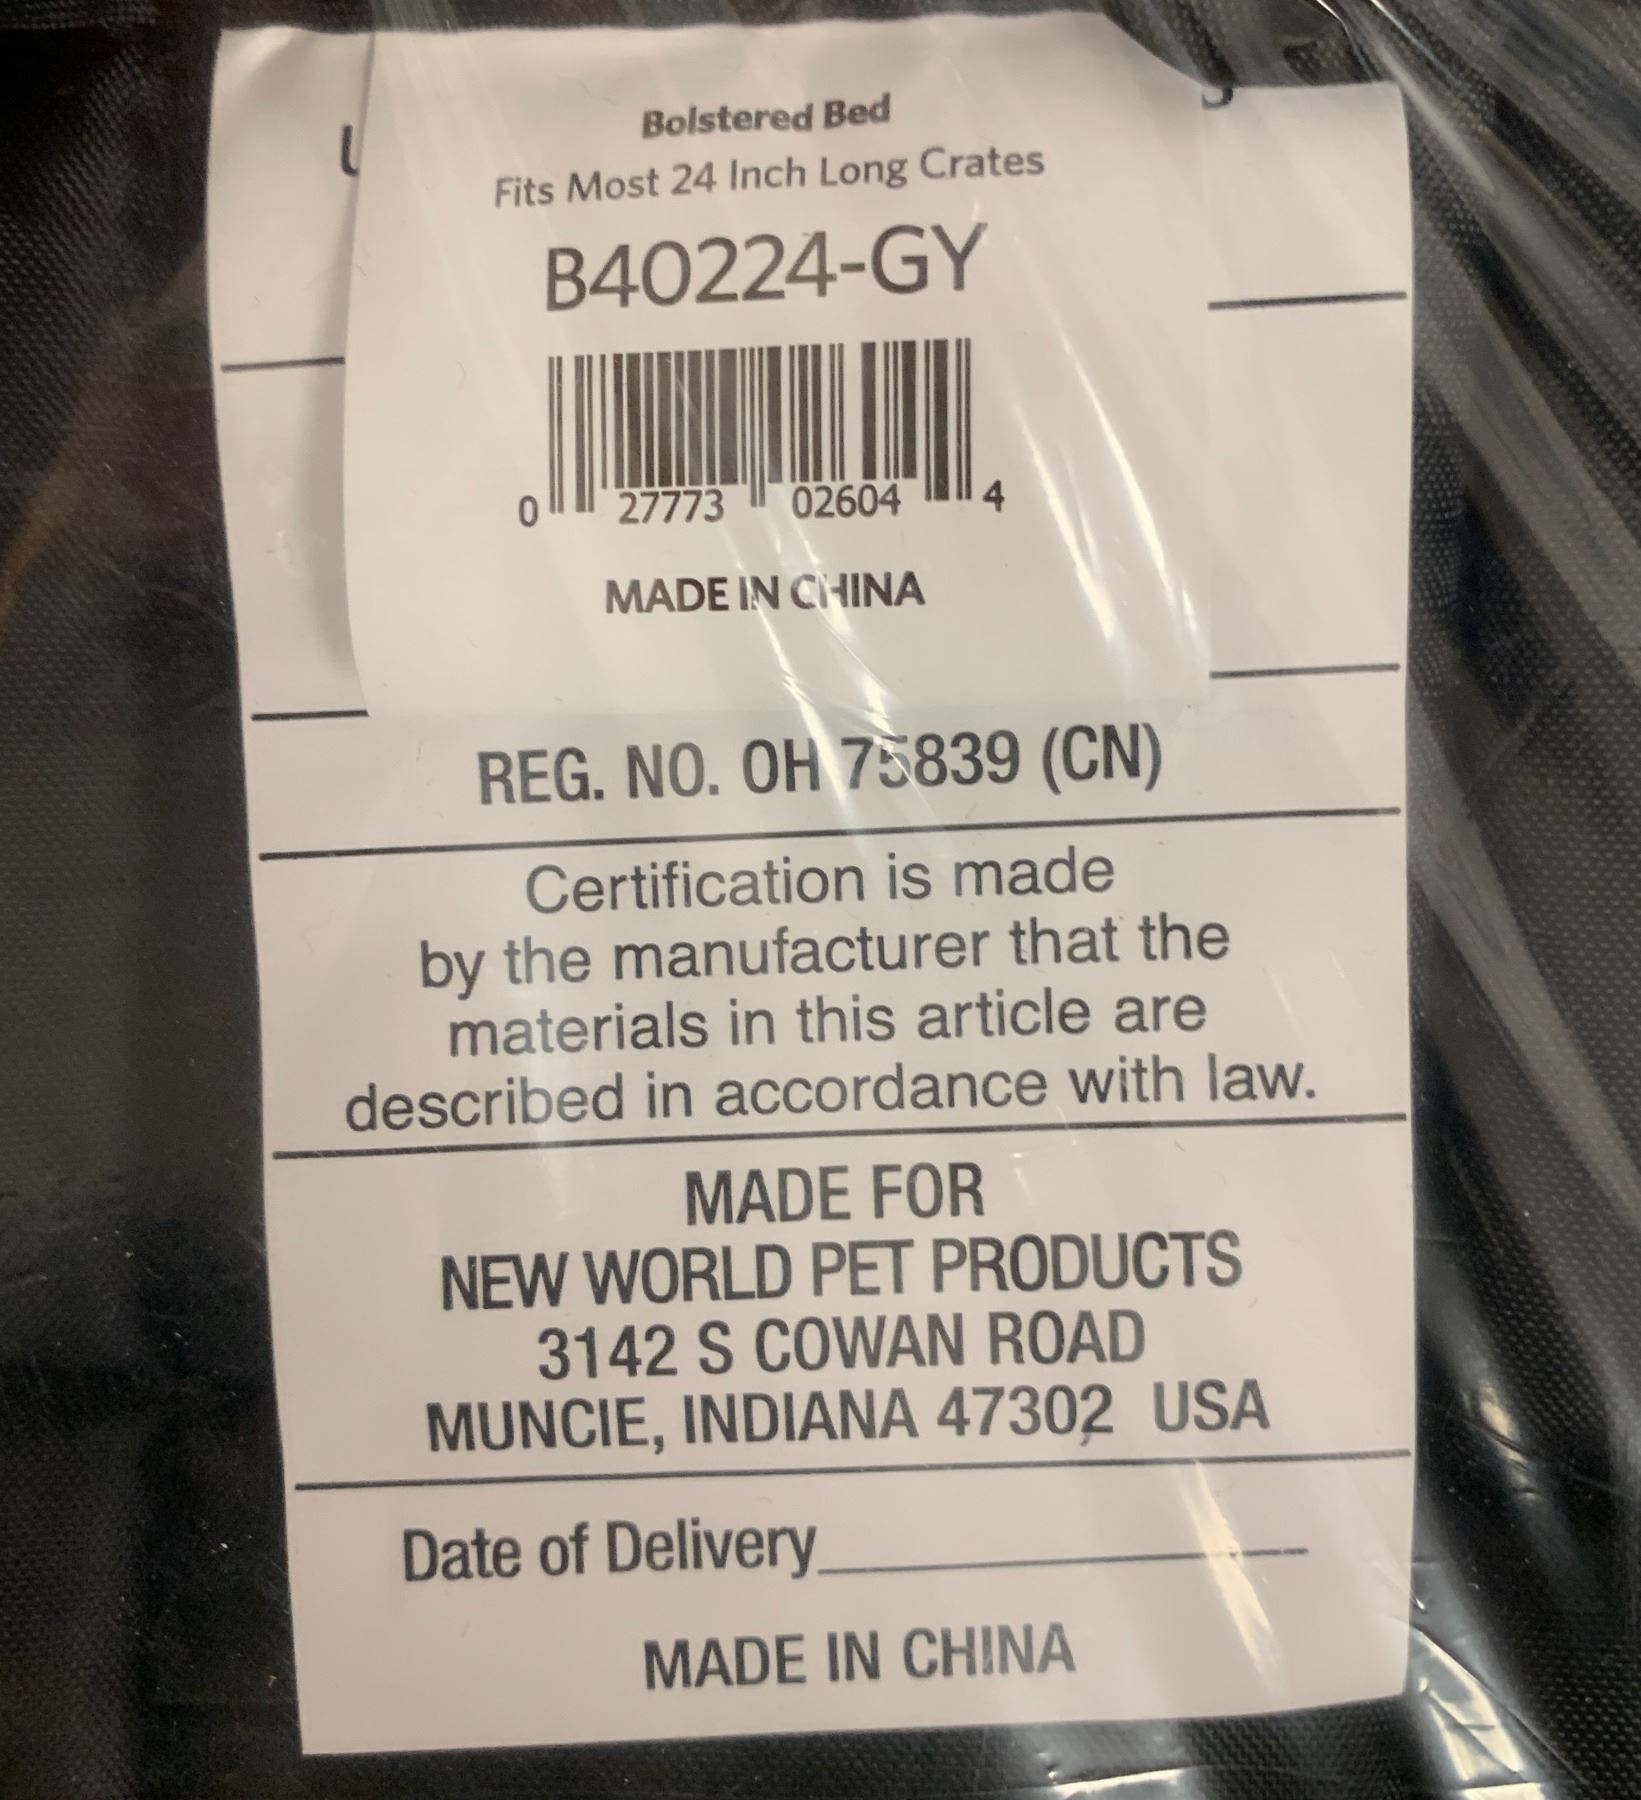 Bolstered Bed
Fits Most 24 Inch Long Crates
B40224-GY
0 27773 02604 4
MADE IN CHINA
REG. NO. OH 75839 (CN)
Certification is made
by the manufacturer that the
materials in this article are
described in accordance with law.
MADE FOR
NEW WORLD PET PRODUCTS
3142 S COWAN ROAD
MUNCIE, INDIANA 47302 USA
Date of Delivery
MADE IN CHINA